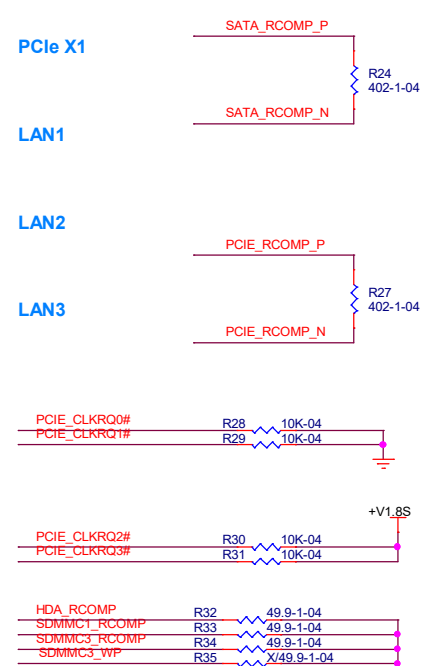 SATA_RCOMP_P
PCIe X1
R24
402-1-04
SATA_RCOMP_N
LAN1
LAN2
PCIE_RCOMP_P
R27
402-1-04
LAN3
PCIE_RCOMP_N
PCIE_CLKRQ0# R28 10K-04
PCIE_CLKRQ1# R29 10K-04
+V1.8S
PCIE_CLKRQ2# R30 10K-04
PCIE_CLKRQ3# R31 10K-04
HDA_RCOMP R32 49.9-1-04
SDMMC1_RCOMP R33 49.9-1-04
SDMMC3_RCOMP R34 49.9-1-04
SDMMC3_WP R35 X/49.9-1-04